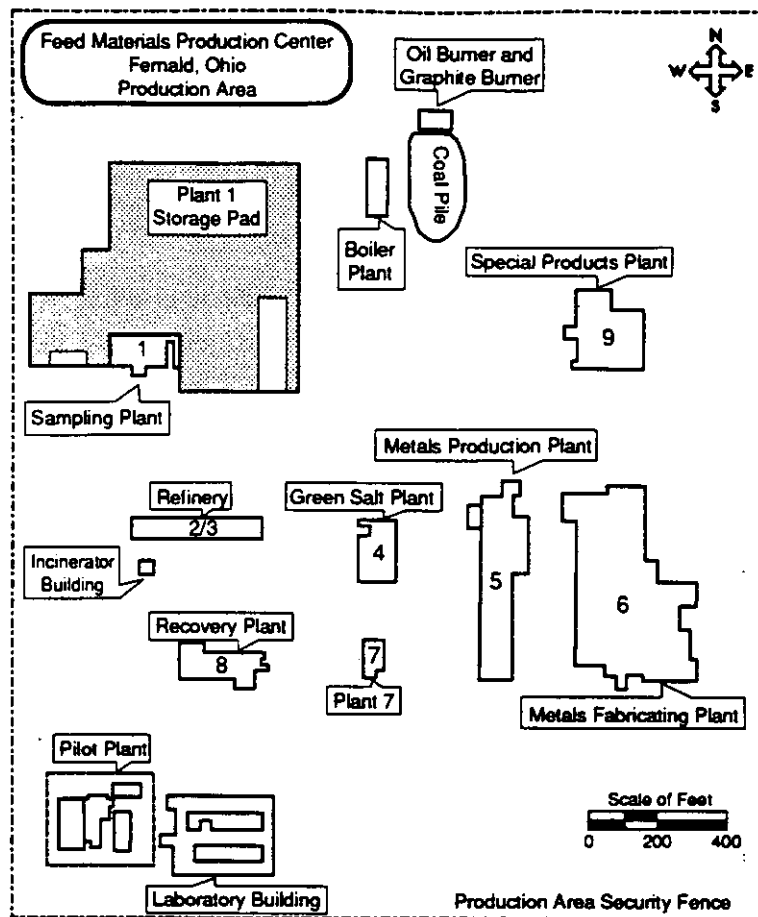 Feed Materials Production Center
Fernald, Ohio
Production Area
Oil Burner and
Graphite Burner
N
W E
S
Coal Pile
Plant 1
Storage Pad
Boiler
Plant
Special Products Plant
9
1
Sampling Plant
Metals Production Plant
Refinery
2/3
Green Salt Plant
4
5
6
Incinerator
Building
Recovery Plant
8
7
Plant 7
Metals Fabricating Plant
Pilot Plant
Scale of Feet
0 200 400
Laboratory Building
Production Area Security Fence